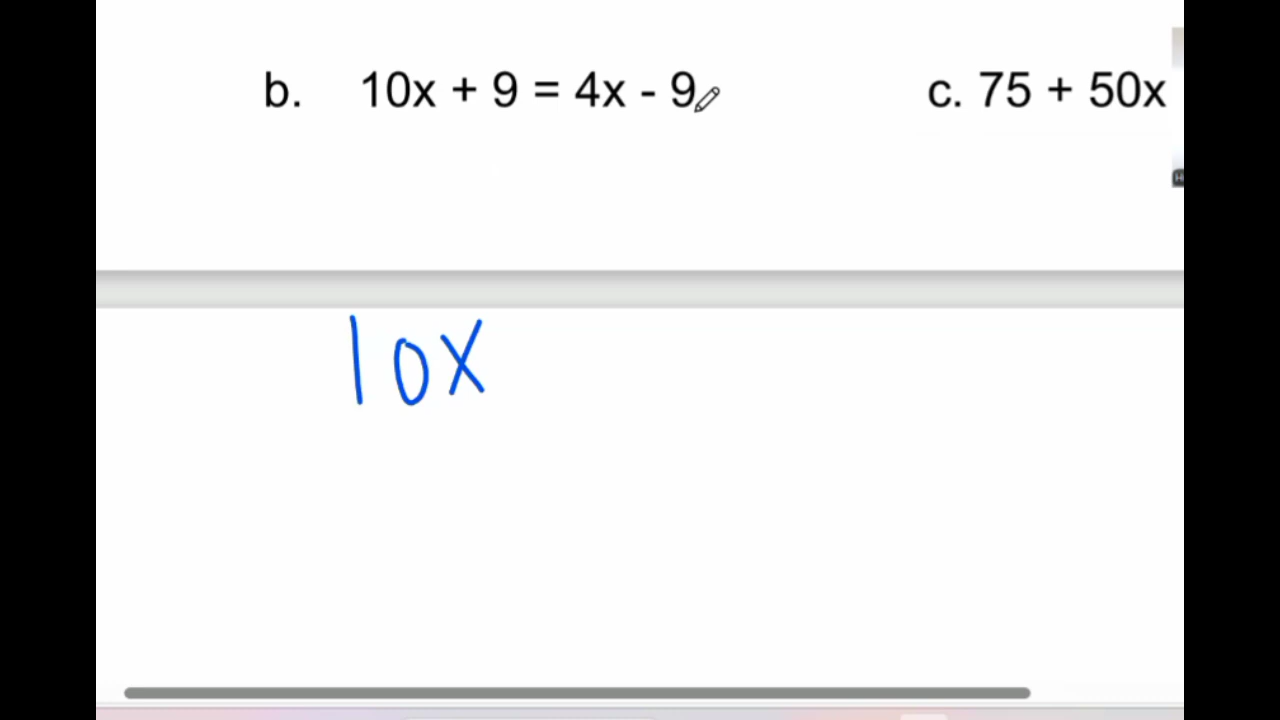 b. 10x + 9 = 4x - 9 c. 75 + 50x
10x